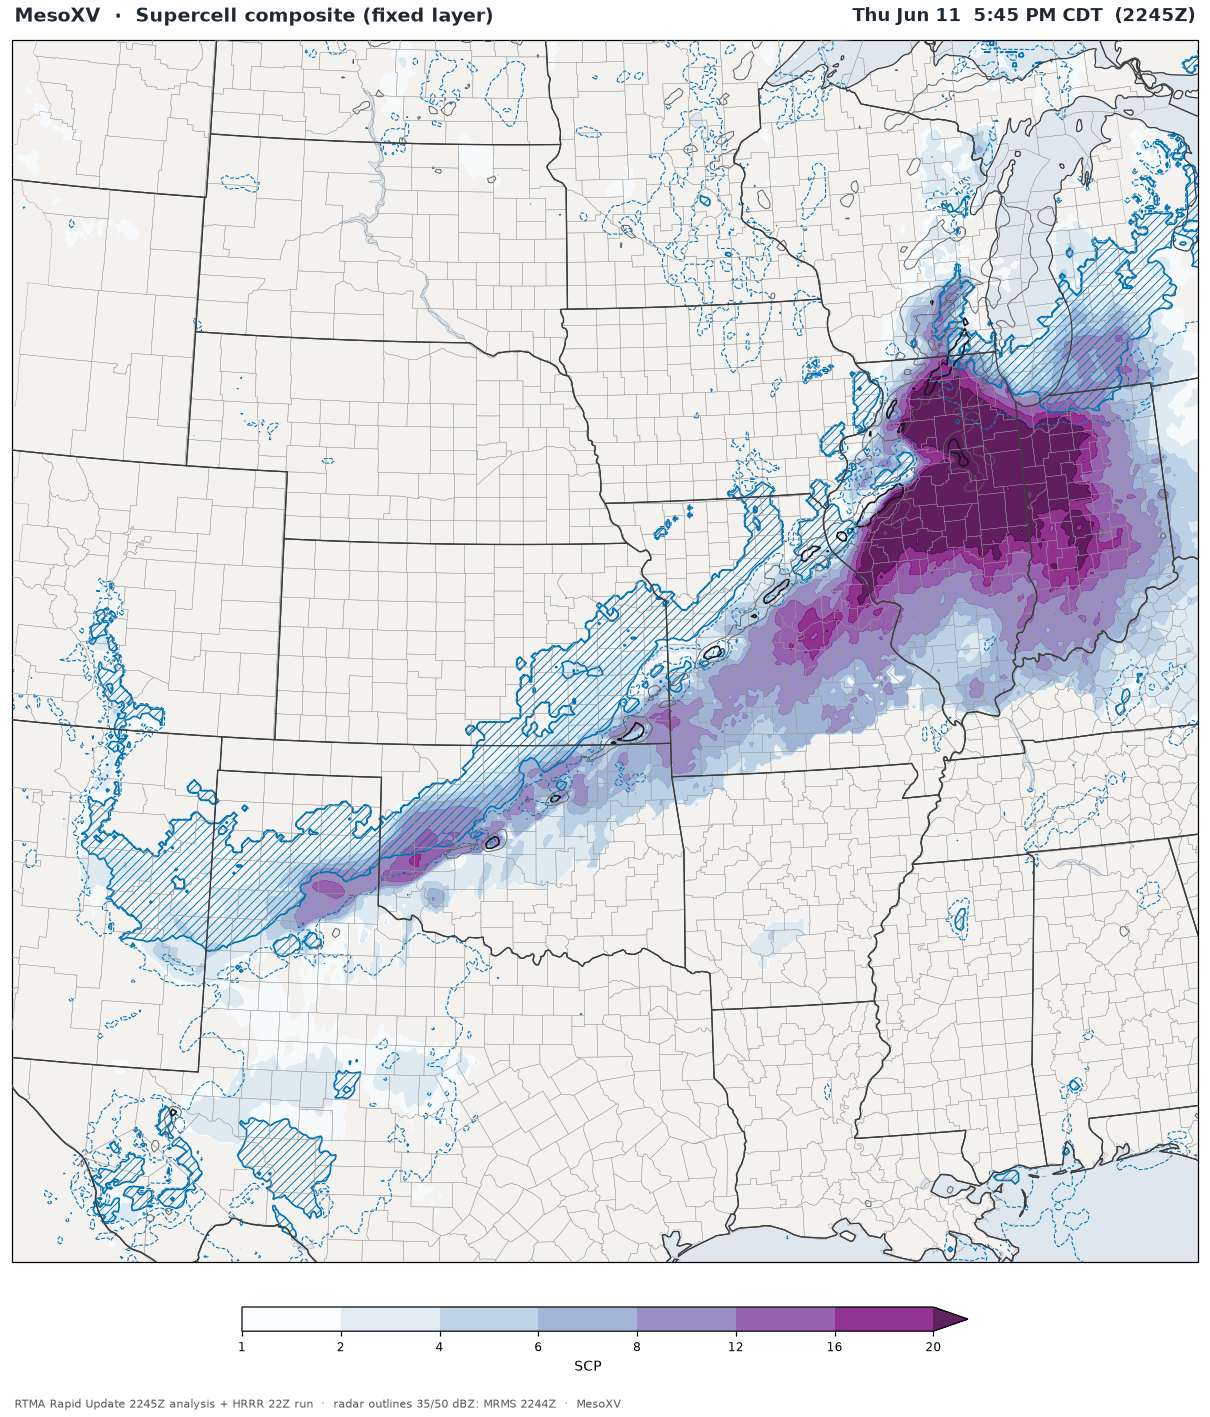 MesoXV · Supercell composite (fixed layer)
Thu Jun 11 5:45 PM CDT (2245Z)
1 2 4 6 8 12 16 20
SCP
RTMA Rapid Update 2245Z analysis + HRRR 22Z run · radar outlines 35/50 dBZ: MRMS 2244Z · MesoXV